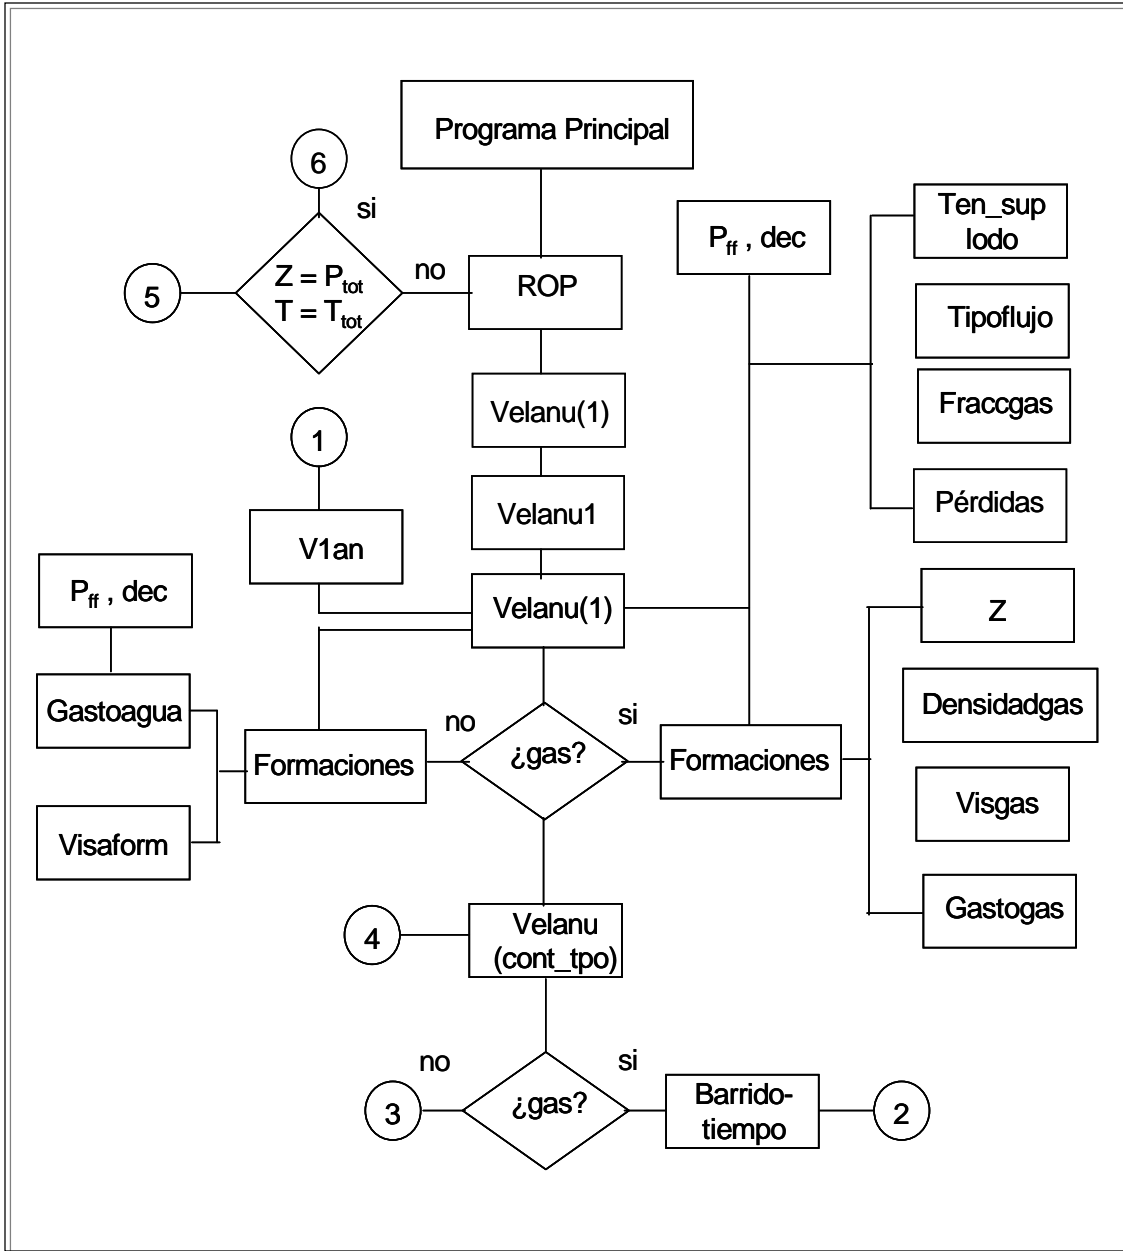 Programa Principal
6
si
Z = Ptot
T = Ttot
no
5
ROP
Pff , dec
Ten_sup
lodo
Tipoflujo
Fraccgas
Pérdidas
Velanu(1)
1
Velanu1
V1an
Velanu(1)
Pff , dec
Gastoagua
Visaform
Formaciones
no
¿gas?
si
Formaciones
Z
Densidadgas
Visgas
Gastogas
4
Velanu
(cont_tpo)
no
3
¿gas?
si
Barrido-
tiempo
2